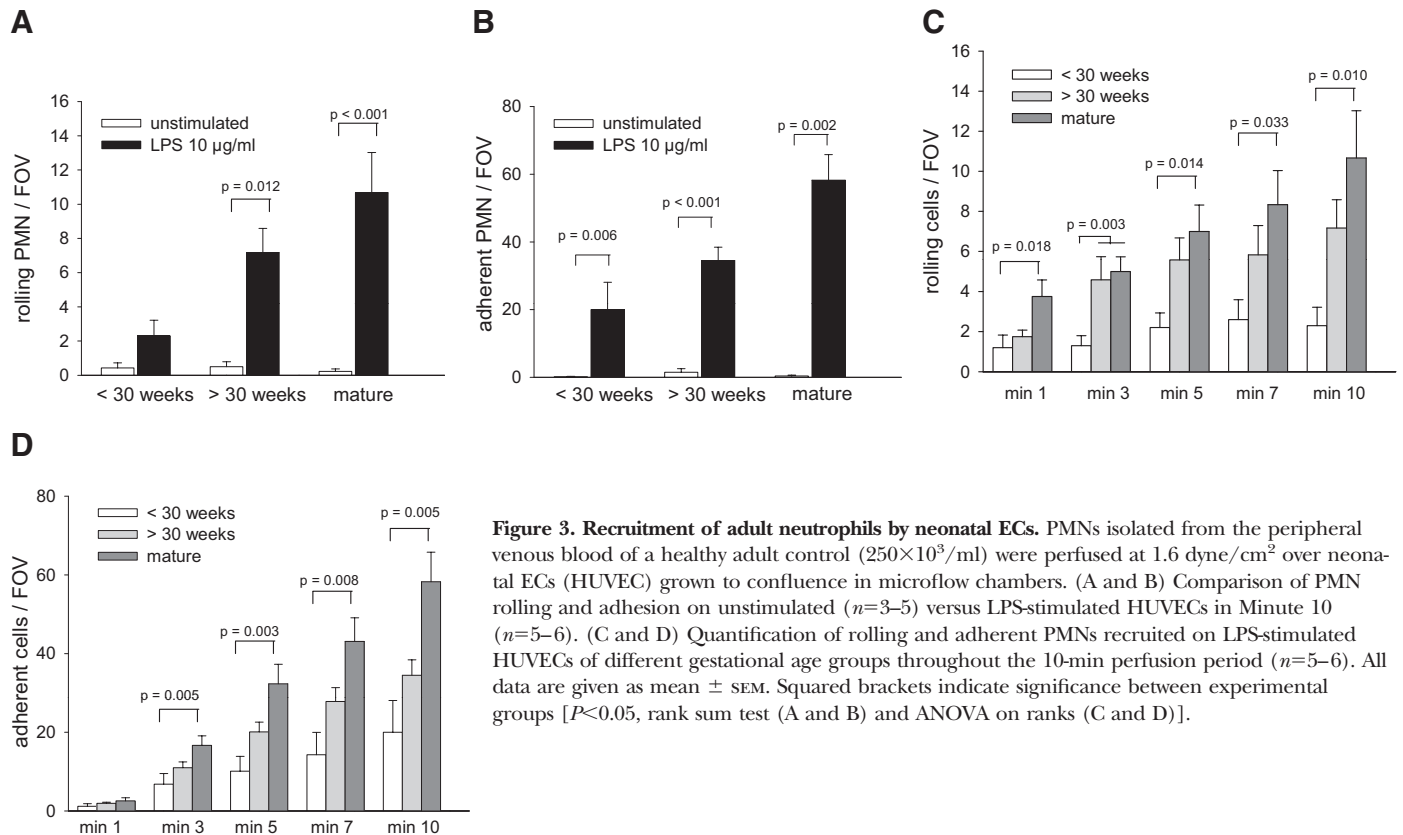 A
rolling PMN / FOV
16
14
12
10
8
6
4
2
0
unstimulated
LPS 10 µg/ml
p = 0.012
p < 0.001
< 30 weeks > 30 weeks mature
B
adherent PMN / FOV
80
60
40
20
0
unstimulated
LPS 10 µg/ml
p = 0.006
p < 0.001
p = 0.002
< 30 weeks > 30 weeks mature
C
rolling cells / FOV
16
14
12
10
8
6
4
2
0
< 30 weeks
> 30 weeks
mature
p = 0.018
p = 0.003
p = 0.014
p = 0.033
p = 0.010
min 1 min 3 min 5 min 7 min 10
D
adherent cells / FOV
80
60
40
20
0
< 30 weeks
> 30 weeks
mature
p = 0.005
p = 0.003
p = 0.008
p = 0.005
min 1 min 3 min 5 min 7 min 10
Figure 3. Recruitment of adult neutrophils by neonatal ECs. PMNs isolated from the peripheral
venous blood of a healthy adult control (250×10³/ml) were perfused at 1.6 dyne/cm² over neona-
tal ECs (HUVEC) grown to confluence in microflow chambers. (A and B) Comparison of PMN
rolling and adhesion on unstimulated (n=3–5) versus LPS-stimulated HUVECs in Minute 10
(n=5–6). (C and D) Quantification of rolling and adherent PMNs recruited on LPS-stimulated
HUVECs of different gestational age groups throughout the 10-min perfusion period (n=5–6). All
data are given as mean ± SEM. Squared brackets indicate significance between experimental
groups [P<0.05, rank sum test (A and B) and ANOVA on ranks (C and D)].